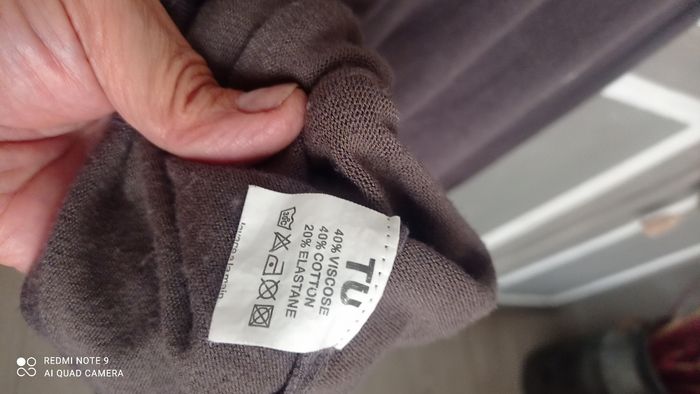 TU
40% VISCOSE
40% COTTON
20% ELASTANE
REDMI NOTE 9
AI QUAD CAMERA